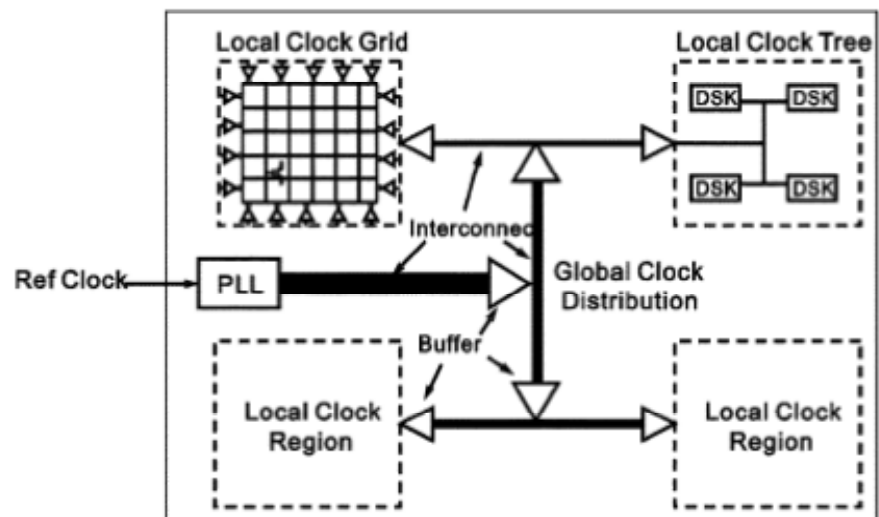 Local Clock Grid
Local Clock Tree
DSK
DSK
DSK
DSK
Interconnec
Ref Clock
PLL
Global Clock
Distribution
Buffer
Local Clock
Region
Local Clock
Region